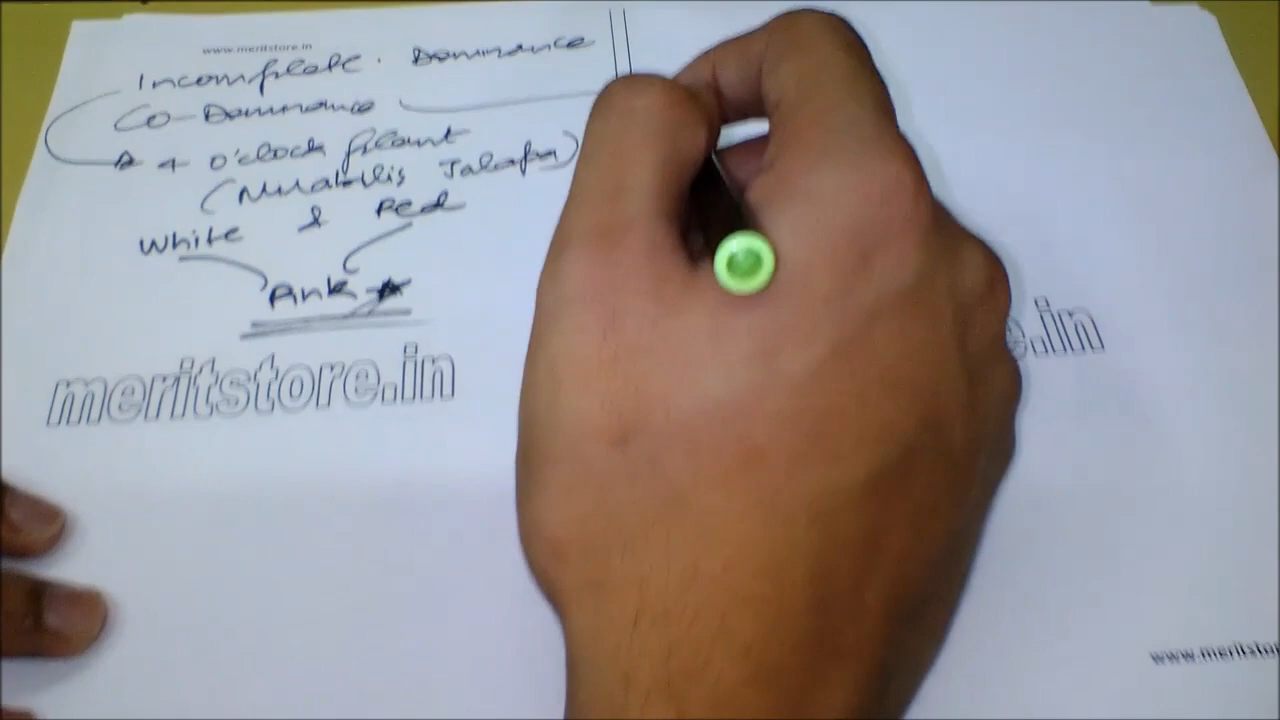 www.meritstore.in
Incomplete . Dominance
Co-Dominance
4 O'clock plant
(Mirabilis Jalapa)
White & Red
Pink
meritstore.in
e.in
www.meritstor